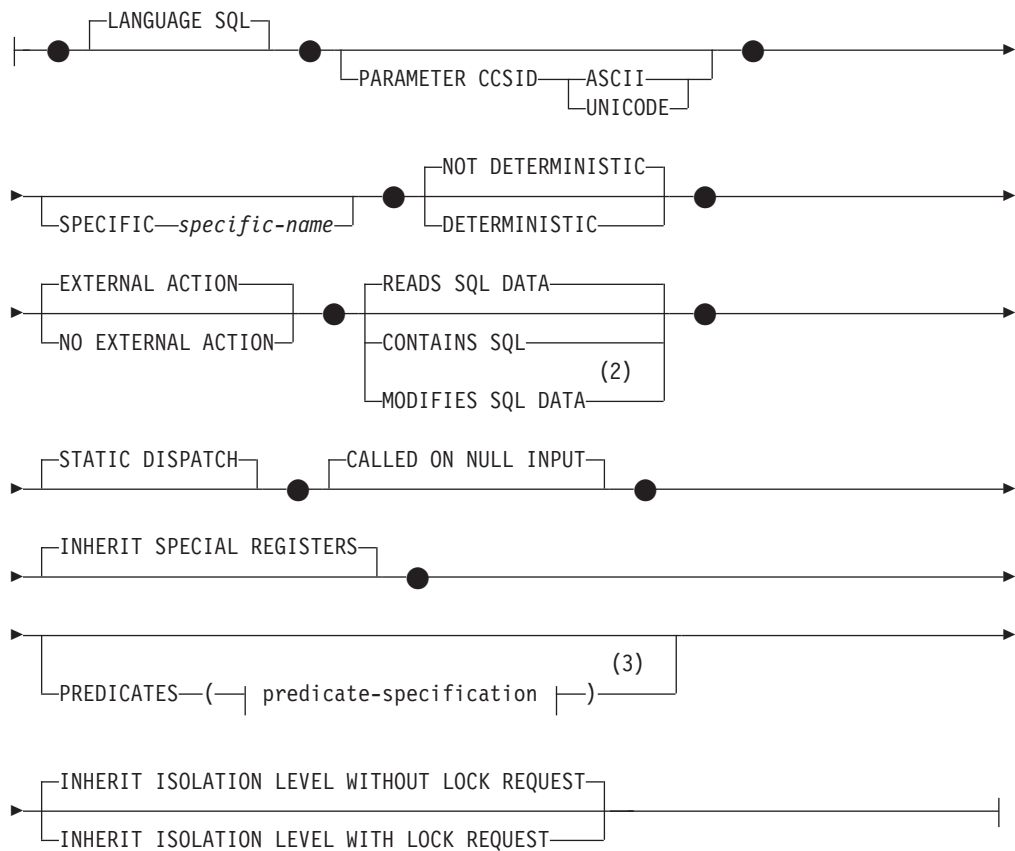 LANGUAGE SQL
PARAMETER CCSID ASCII
UNICODE
NOT DETERMINISTIC
SPECIFIC specific-name DETERMINISTIC
EXTERNAL ACTION READS SQL DATA
NO EXTERNAL ACTION CONTAINS SQL
(2)
MODIFIES SQL DATA
STATIC DISPATCH CALLED ON NULL INPUT
INHERIT SPECIAL REGISTERS
(3)
PREDICATES ( predicate-specification )
INHERIT ISOLATION LEVEL WITHOUT LOCK REQUEST
INHERIT ISOLATION LEVEL WITH LOCK REQUEST